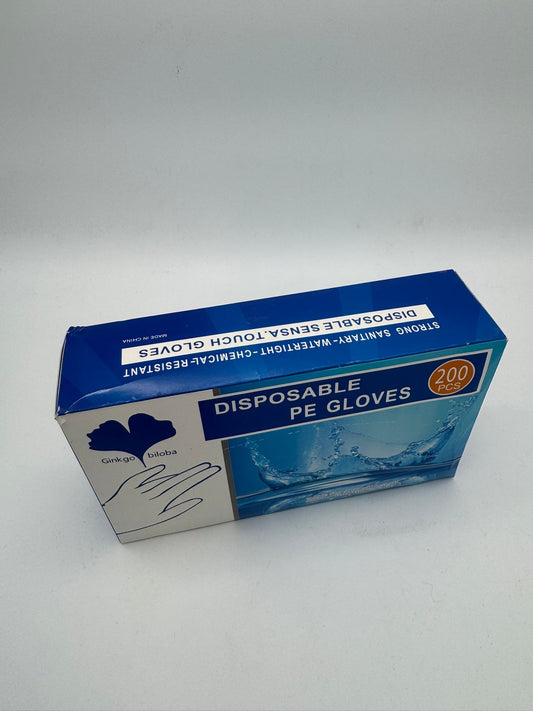 STRONG SANITARY-WATERTIGHT-CHEMICAL-RESISTANT
DISPOSABLE SENSA.TOUCH GLOVES
MADE IN CHINA
DISPOSABLE
PE GLOVES
200
PCS
Ginkgo biloba